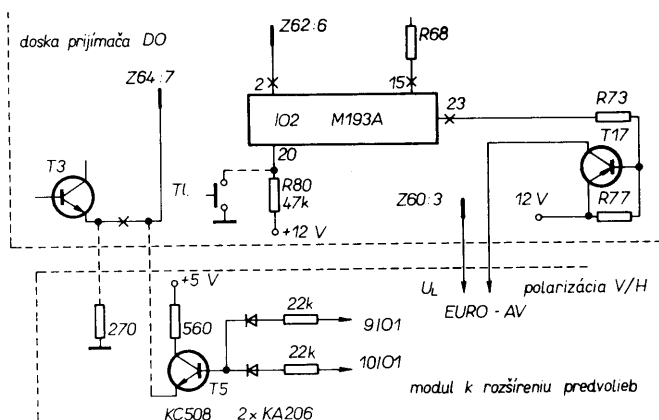 doska prijímača DO
Z64:7
Z62:6
R68
2
15
23
IO2 M193A
R73
T17
20
T3
Tl.
R80
47k
+12 V
Z60:3
12 V
R77
+5 V
UL
EURO - AV
polarizácia V/H
270
560
22k
9IO1
22k
10IO1
T5
KC508
2 x KA206
modul k rozšíreniu predvolieb